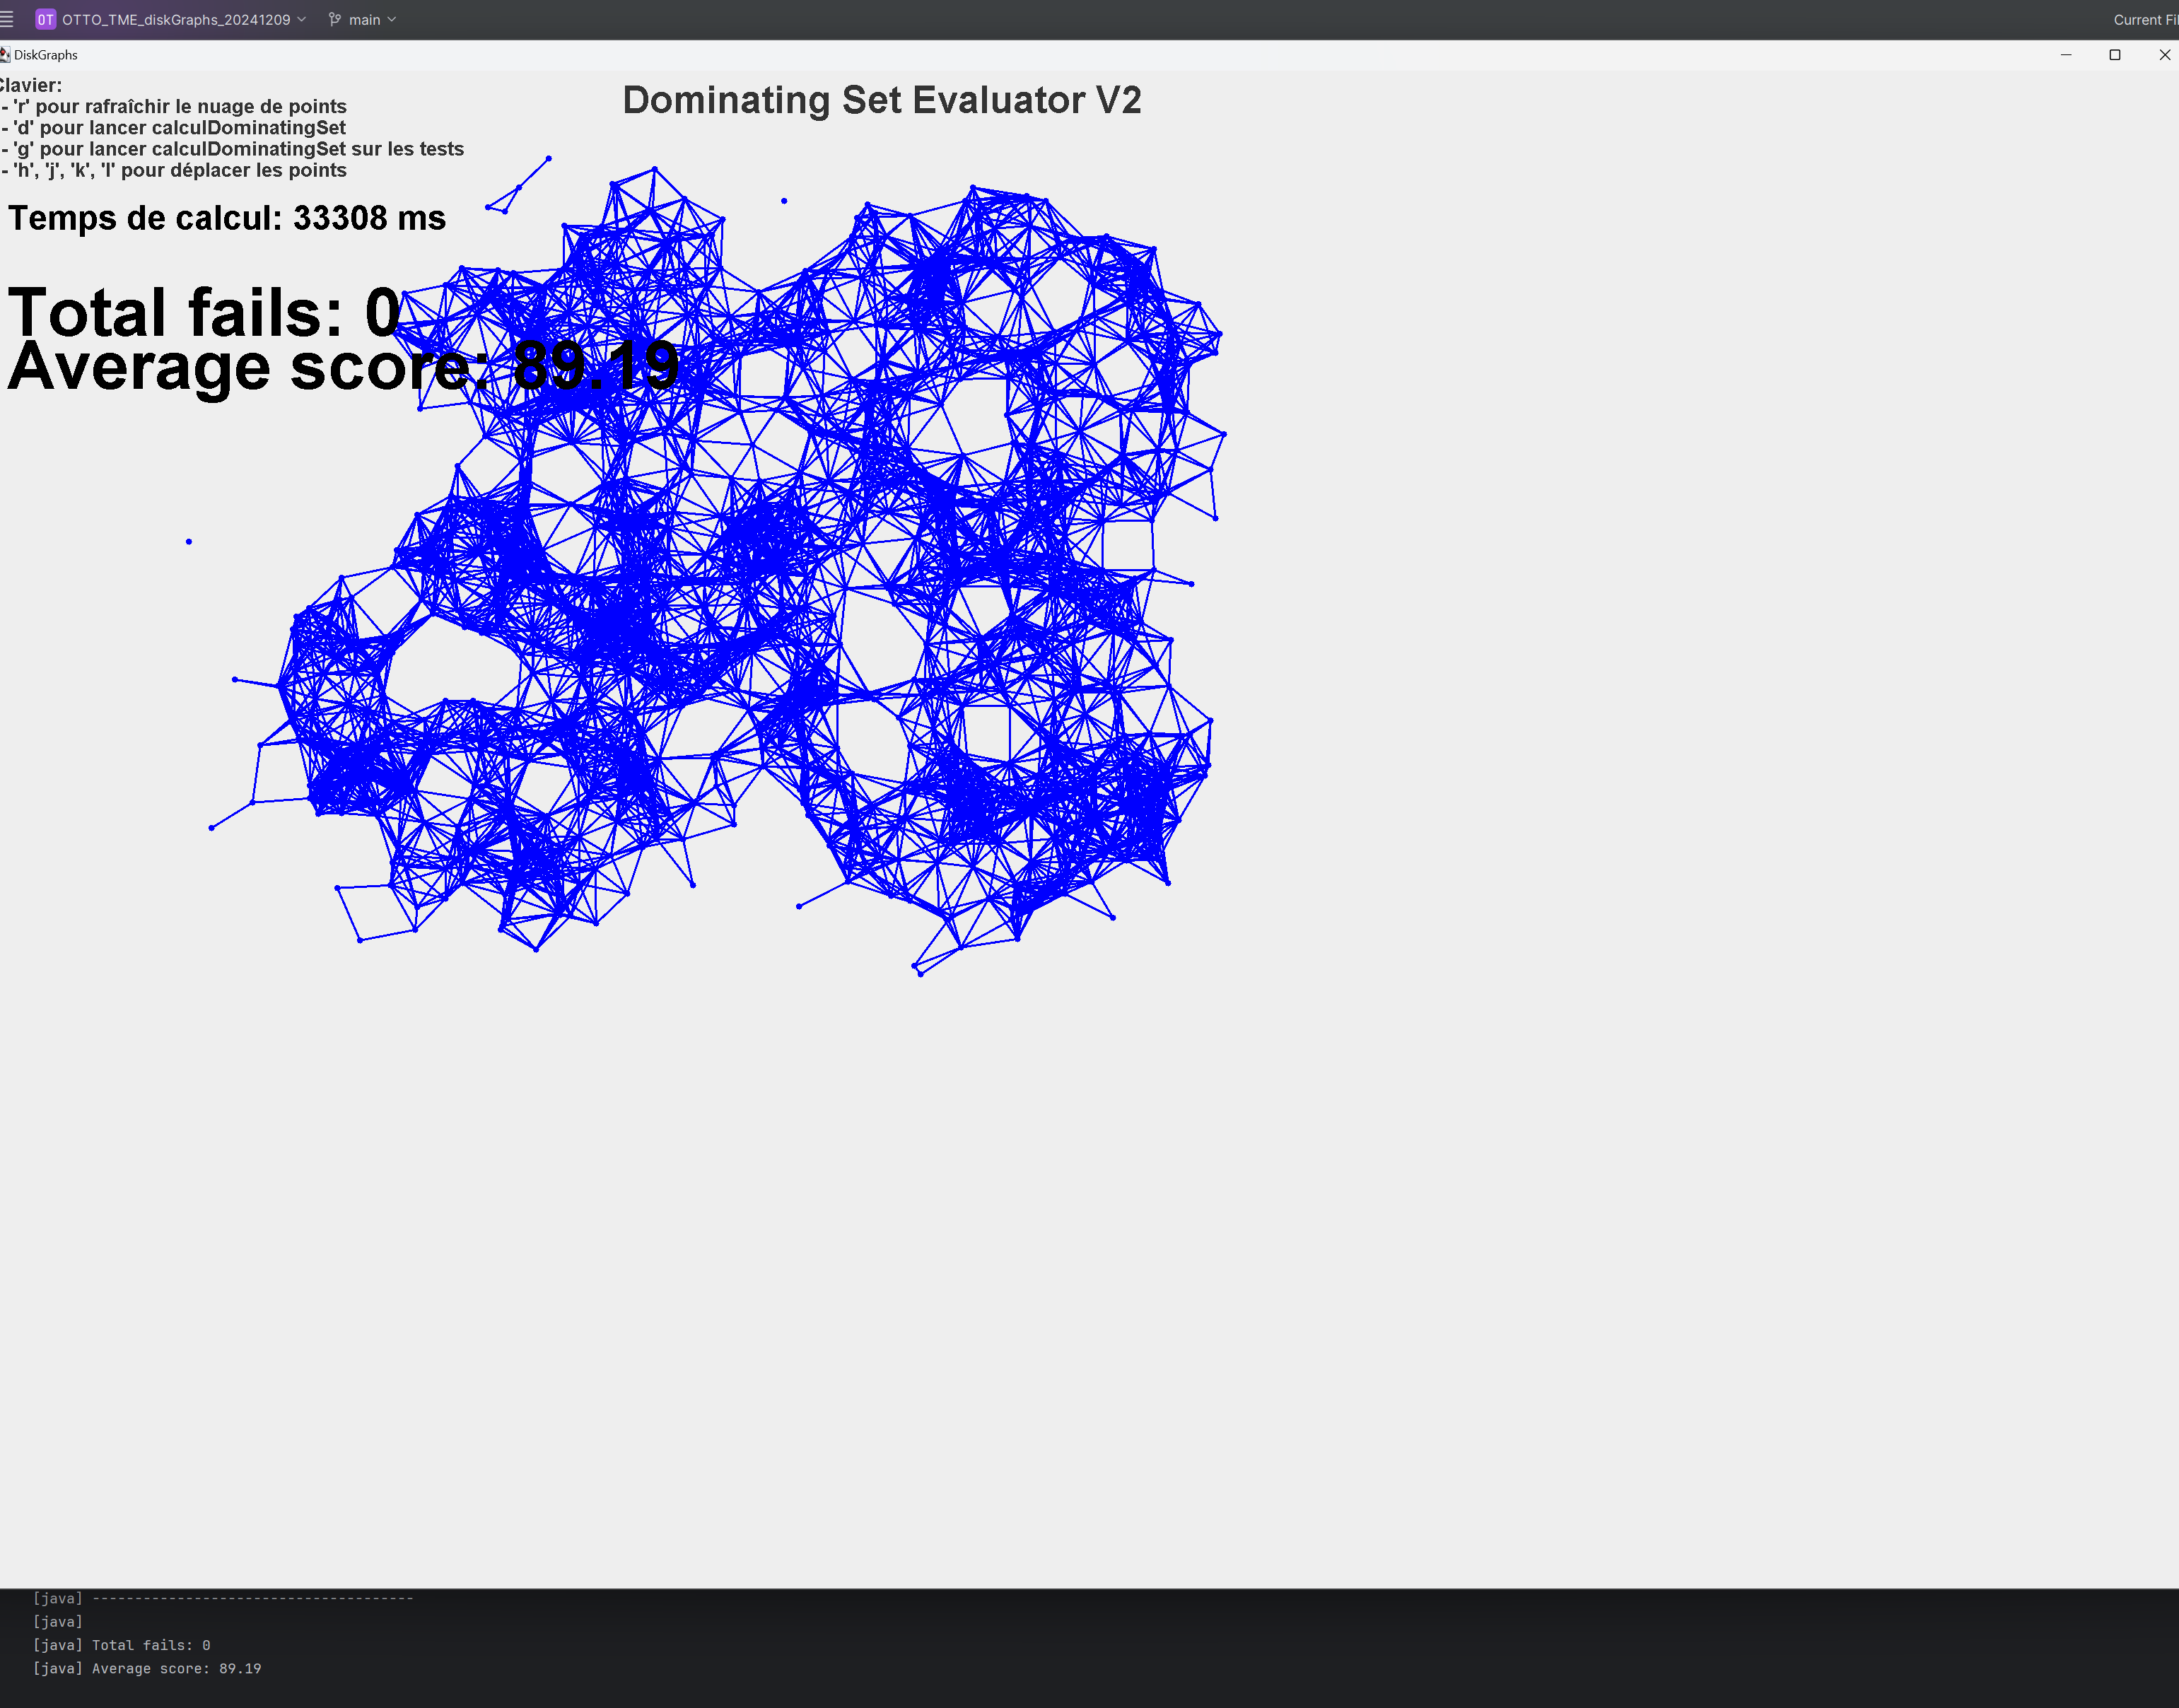 OT OTTO_TME_diskGraphs_20241209 main
DiskGraphs
Clavier:
- 'r' pour rafraîchir le nuage de points
- 'd' pour lancer calculDominatingSet
- 'g' pour lancer calculDominatingSet sur les tests
- 'h', 'j', 'k', 'l' pour déplacer les points
Dominating Set Evaluator V2
Temps de calcul: 33308 ms
Total fails: 0
Average score: 89.19
[java] --------------------------------------
[java]
[java] Total fails: 0
[java] Average score: 89.19